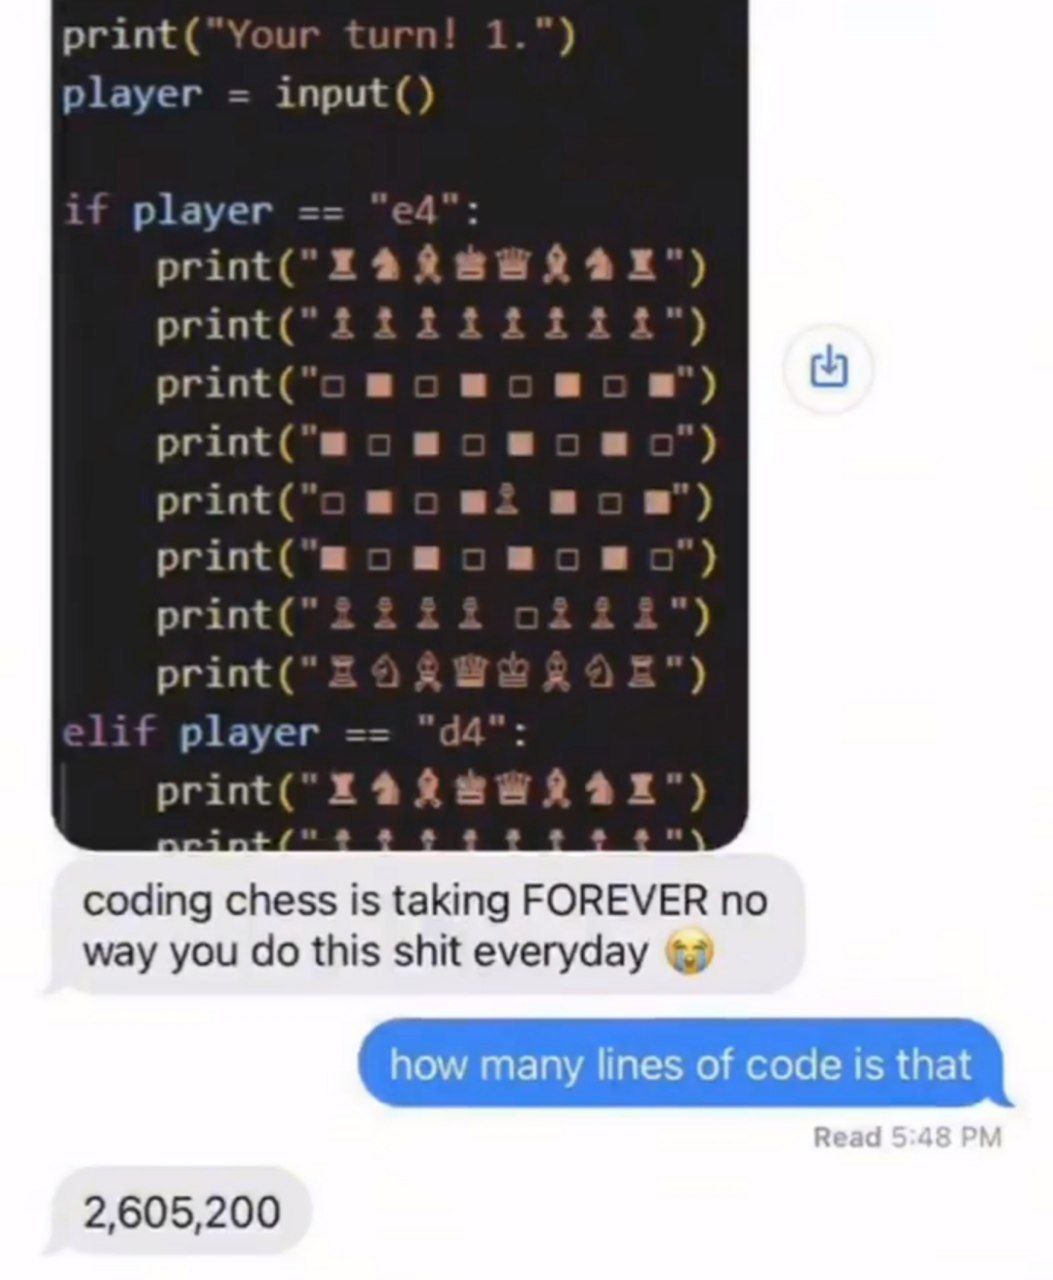 print("Your turn! 1.")
player = input()
if player == "e4":
print("♜♞♝♚♛♝♞♜")
print("♟♟♟♟♟♟♟♟")
print("□ ■ □ ■ □ ■ □ ■")
print("■ □ ■ □ ■ □ ■ □")
print("□ ■ □ ■♙ ■ □ ■")
print("■ □ ■ □ ■ □ ■ □")
print("♙♙♙♙ □♙♙♙")
print("♖♘♗♕♔♗♘♖")
elif player == "d4":
print("♜♞♝♚♛♝♞♜")
print("♟♟♟♟♟♟♟♟")
coding chess is taking FOREVER no
way you do this shit everyday 😭
how many lines of code is that
Read 5:48 PM
2,605,200